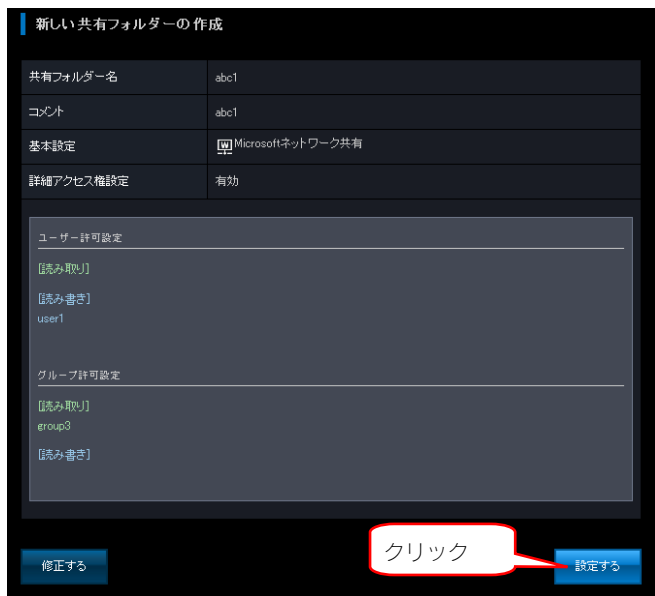 新しい共有フォルダーの作成
共有フォルダー名 abc1
コメント abc1
基本設定 Microsoftネットワーク共有
詳細アクセス権設定 有効
ユーザー許可設定
[読み取り]
[読み書き]
user1
グループ許可設定
[読み取り]
group3
[読み書き]
クリック
修正する 設定する